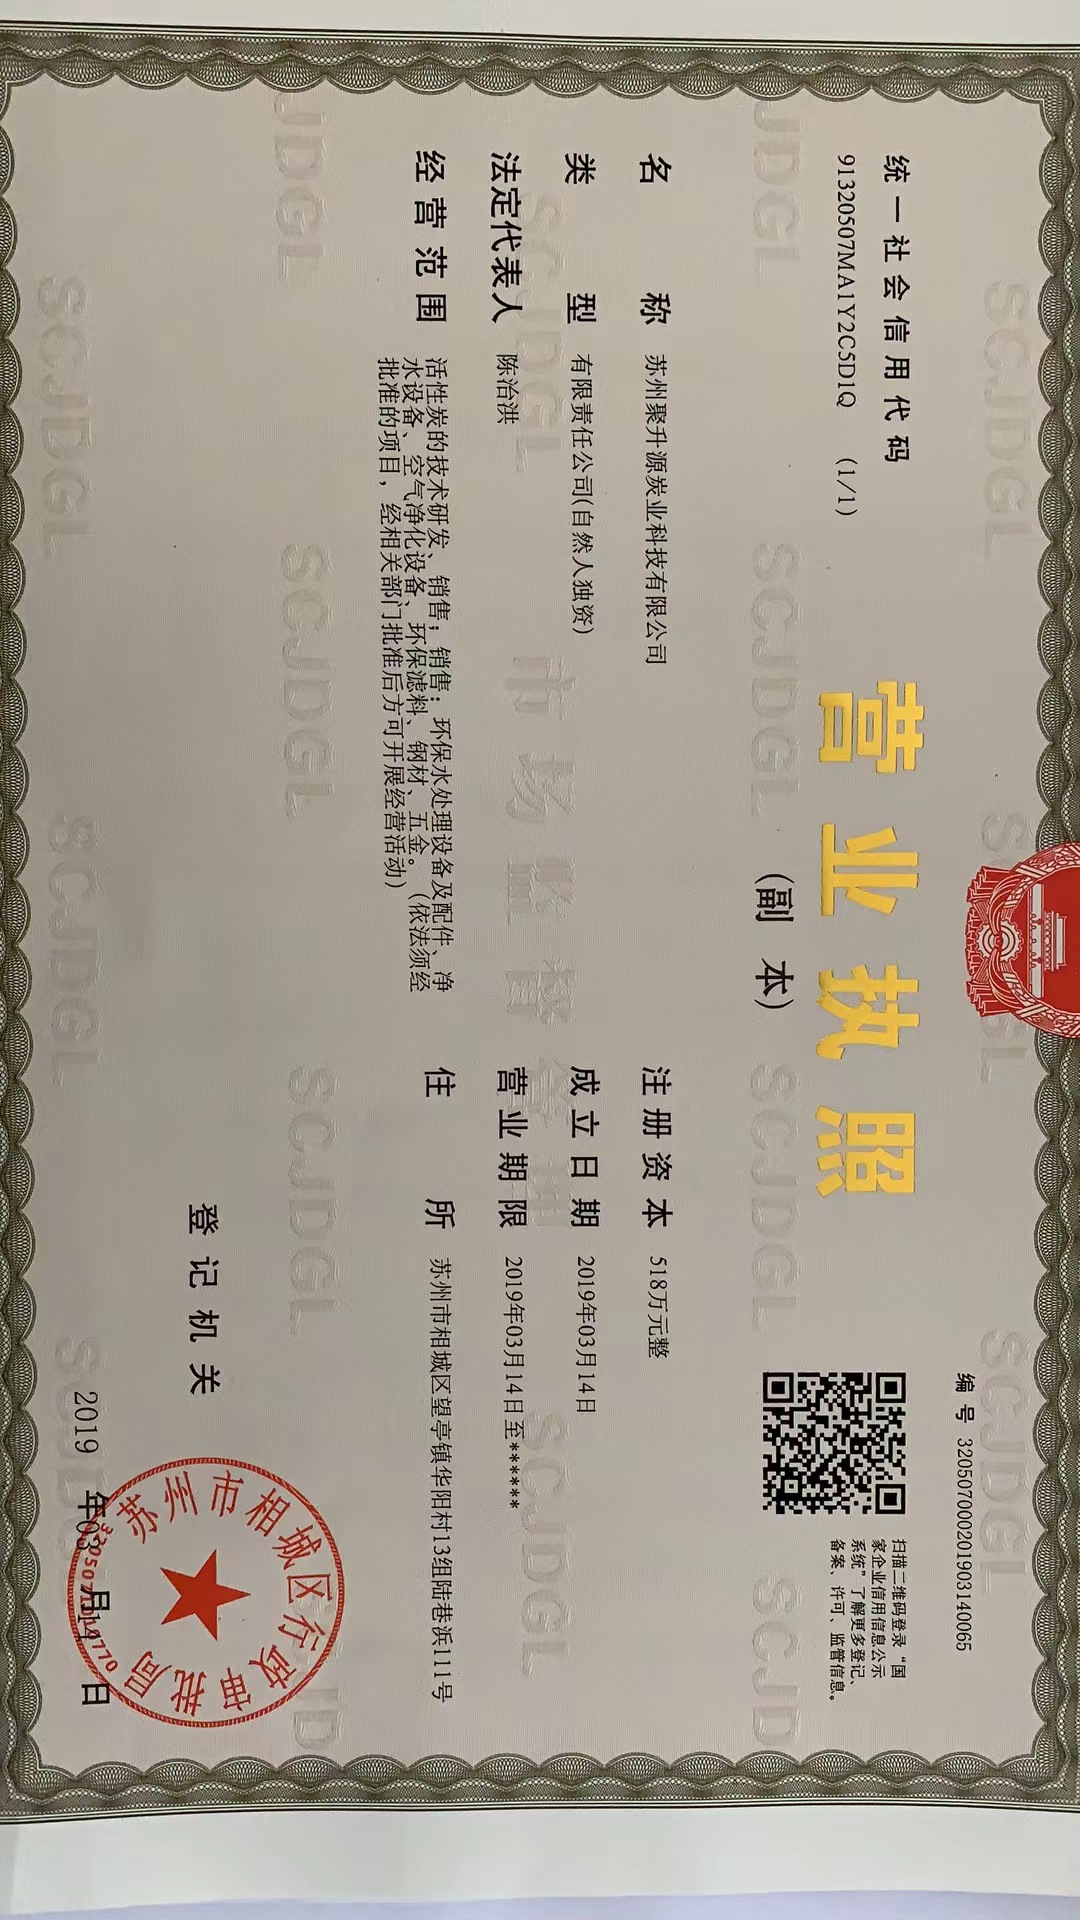 编号 320507000201903140065
统一社会信用代码
91320507MA1Y2C5D1Q (1/1)
营业执照
(副本)
扫描二维码登录“国
家企业信用信息公示
系统”了解更多登记、
备案、许可、监管信息。
名称 苏州聚升源炭业科技有限公司
类型 有限责任公司(自然人独资)
法定代表人 陈治洪
经营范围 活性炭的技术研发、销售；销售：环保水处理设备及配件、净
水设备、空气净化设备、环保滤料、钢材、五金。（依法须经
批准的项目，经相关部门批准后方可开展经营活动）
注册资本 518万元整
成立日期 2019年03月14日
营业期限 2019年03月14日至******
住所 苏州市相城区望亭镇华阳村13组陆巷浜111号
登记机关
苏州市相城区行政审批局
2019年03月14日
SCJDGL
市场监督管理